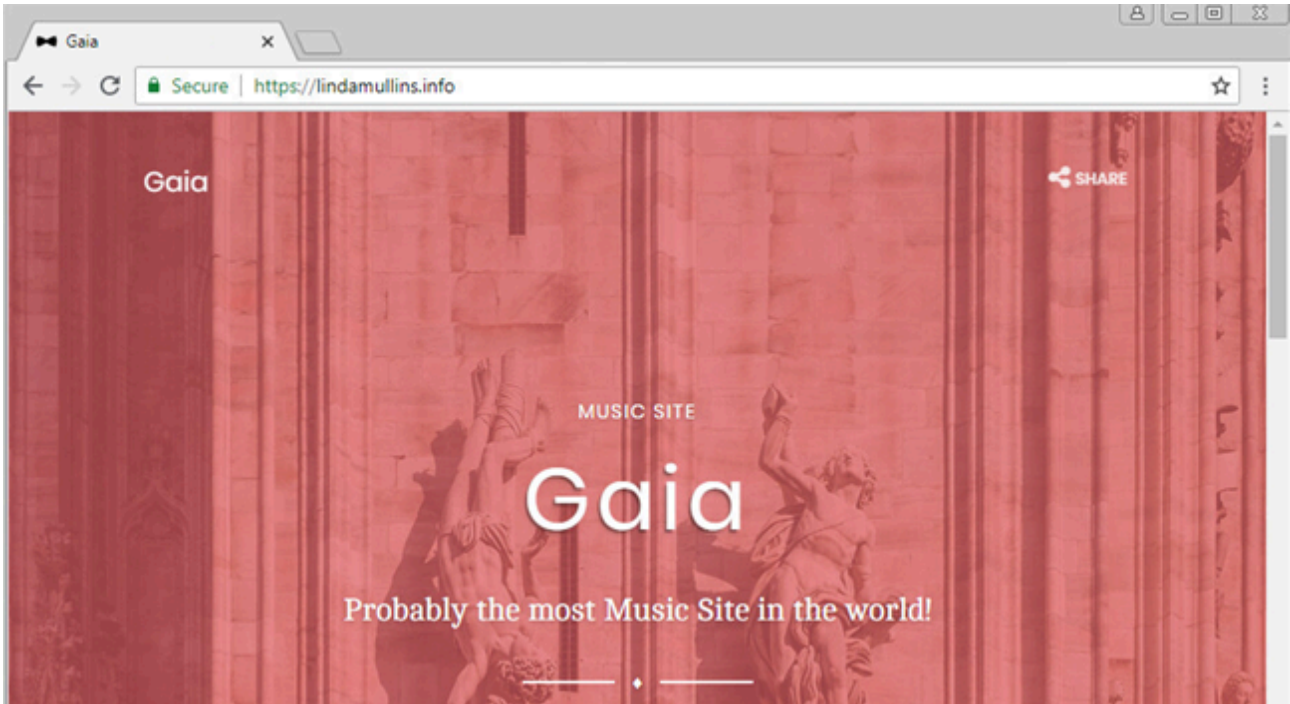 Gaia
Secure | https://lindamullins.info
Gaia
SHARE
MUSIC SITE
Gaia
Probably the most Music Site in the world!